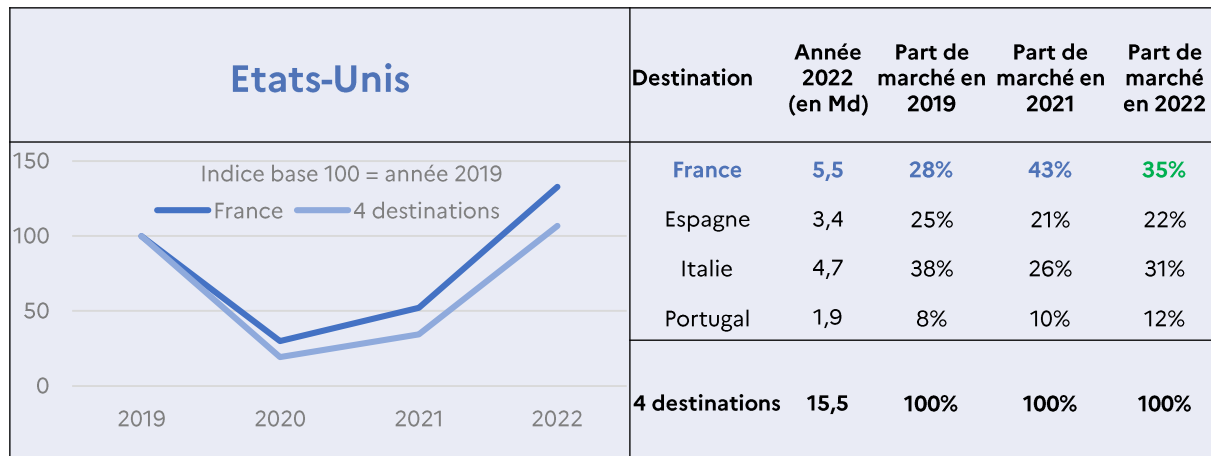 Etats-Unis
Indice base 100 = année 2019
France 4 destinations
150
100
50
0
2019 2020 2021 2022
Destination Année 2022 (en Md) Part de marché en 2019 Part de marché en 2021 Part de marché en 2022
France 5,5 28% 43% 35%
Espagne 3,4 25% 21% 22%
Italie 4,7 38% 26% 31%
Portugal 1,9 8% 10% 12%
4 destinations 15,5 100% 100% 100%